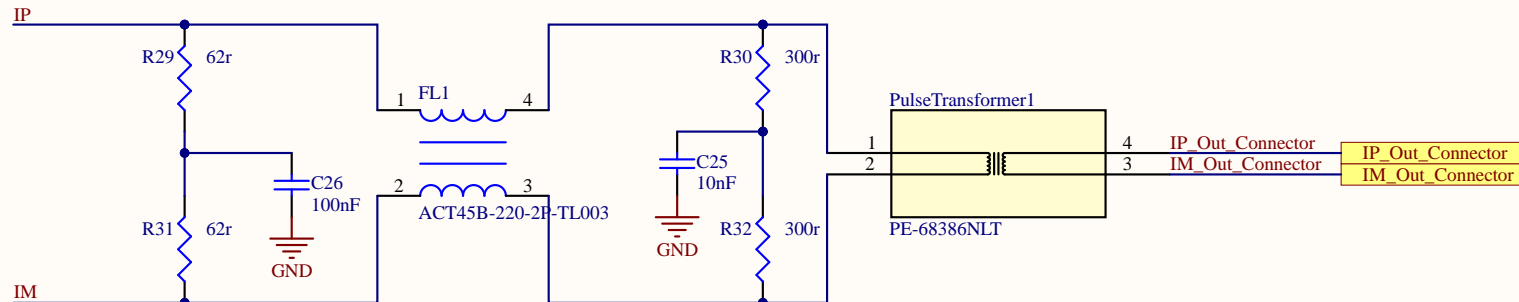 IP
R29 62r
R30 300r
FL1
1 4
PulseTransformer1
1 4 IP_Out_Connector IP_Out_Connector
2 3 IM_Out_Connector IM_Out_Connector
C25
10nF
C26
100nF
2 3
ACT45B-220-2P-TL003
R31 62r
R32 300r
PE-68386NLT
GND
GND
IM